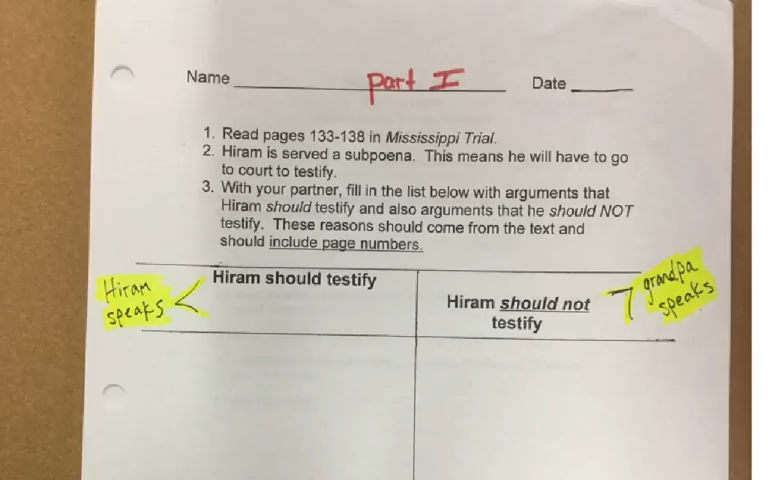 Name
part I
Date
1. Read pages 133-138 in Mississippi Trial.
2. Hiram is served a subpoena. This means he will have to go
to court to testify.
3. With your partner, fill in the list below with arguments that
Hiram should testify and also arguments that he should NOT
testify. These reasons should come from the text and
should include page numbers.
Hiram
speaks
Hiram should testify
Hiram should not
testify
grandpa
speaks